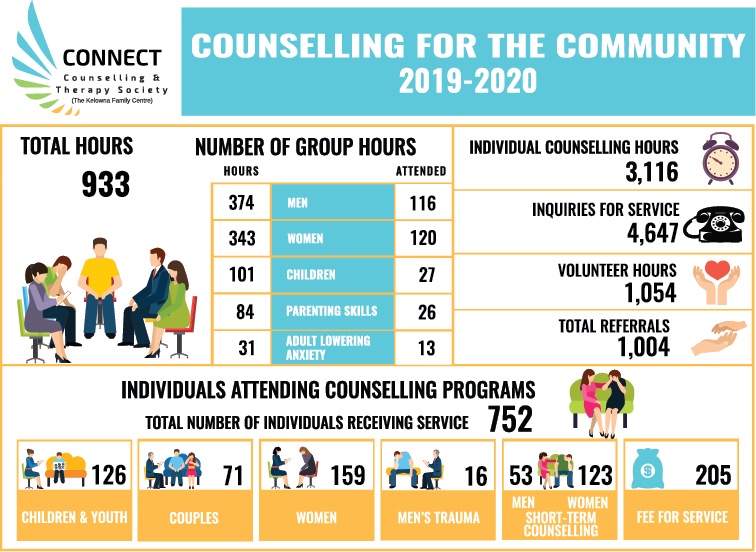 CONNECT
Counselling &
Therapy Society
(The Kelowna Family Centre)
COUNSELLING FOR THE COMMUNITY
2019-2020
TOTAL HOURS
933
NUMBER OF GROUP HOURS
HOURS ATTENDED
374 MEN 116
343 WOMEN 120
101 CHILDREN 27
84 PARENTING SKILLS 26
31 ADULT LOWERING ANXIETY 13
INDIVIDUAL COUNSELLING HOURS
3,116
INQUIRIES FOR SERVICE
4,647
VOLUNTEER HOURS
1,054
TOTAL REFERRALS
1,004
INDIVIDUALS ATTENDING COUNSELLING PROGRAMS
TOTAL NUMBER OF INDIVIDUALS RECEIVING SERVICE 752
126
CHILDREN & YOUTH
71
COUPLES
159
WOMEN
16
MEN'S TRAUMA
53 123
MEN WOMEN
SHORT-TERM
COUNSELLING
$
205
FEE FOR SERVICE